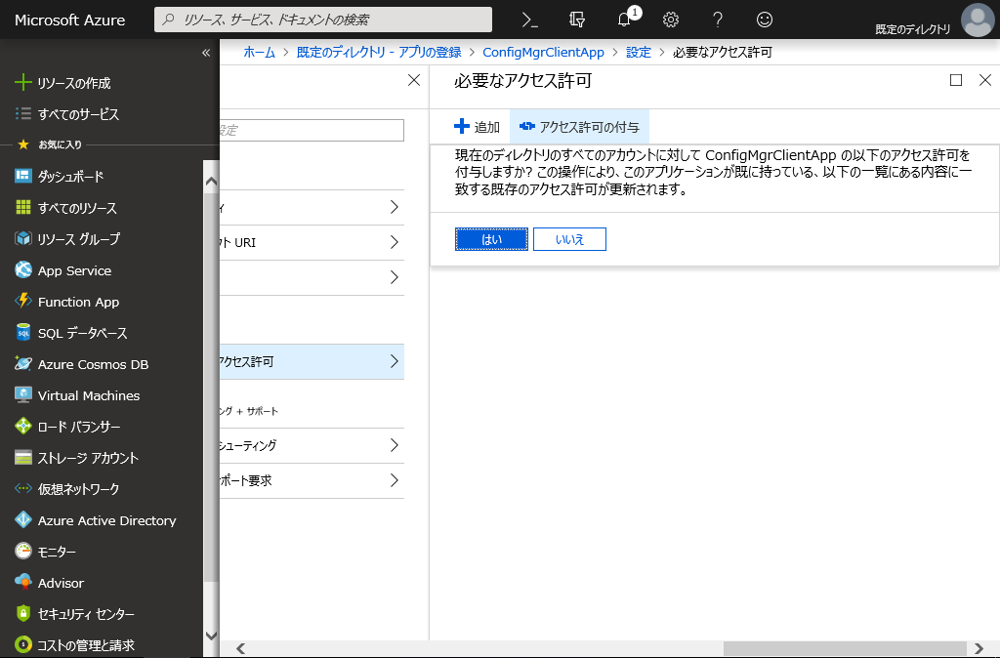 Microsoft Azure
リソース、サービス、ドキュメントの検索
1
既定のディレクトリ
ホーム > 既定のディレクトリ - アプリの登録 > ConfigMgrClientApp > 設定 > 必要なアクセス許可
リソースの作成
すべてのサービス
お気に入り
ダッシュボード
すべてのリソース
リソース グループ
App Service
Function App
SQL データベース
Azure Cosmos DB
Virtual Machines
ロード バランサー
ストレージ アカウント
仮想ネットワーク
Azure Active Directory
モニター
Advisor
セキュリティ センター
コストの管理と請求
設定
ィ
クト URI
アクセス許可
ング + サポート
シューティング
ポート要求
必要なアクセス許可
追加
アクセス許可の付与
現在のディレクトリのすべてのアカウントに対して ConfigMgrClientApp の以下のアクセス許可を
付与しますか? この操作により、このアプリケーションが既に持っている、以下の一覧にある内容に一
致する既存のアクセス許可が更新されます。
はい
いいえ